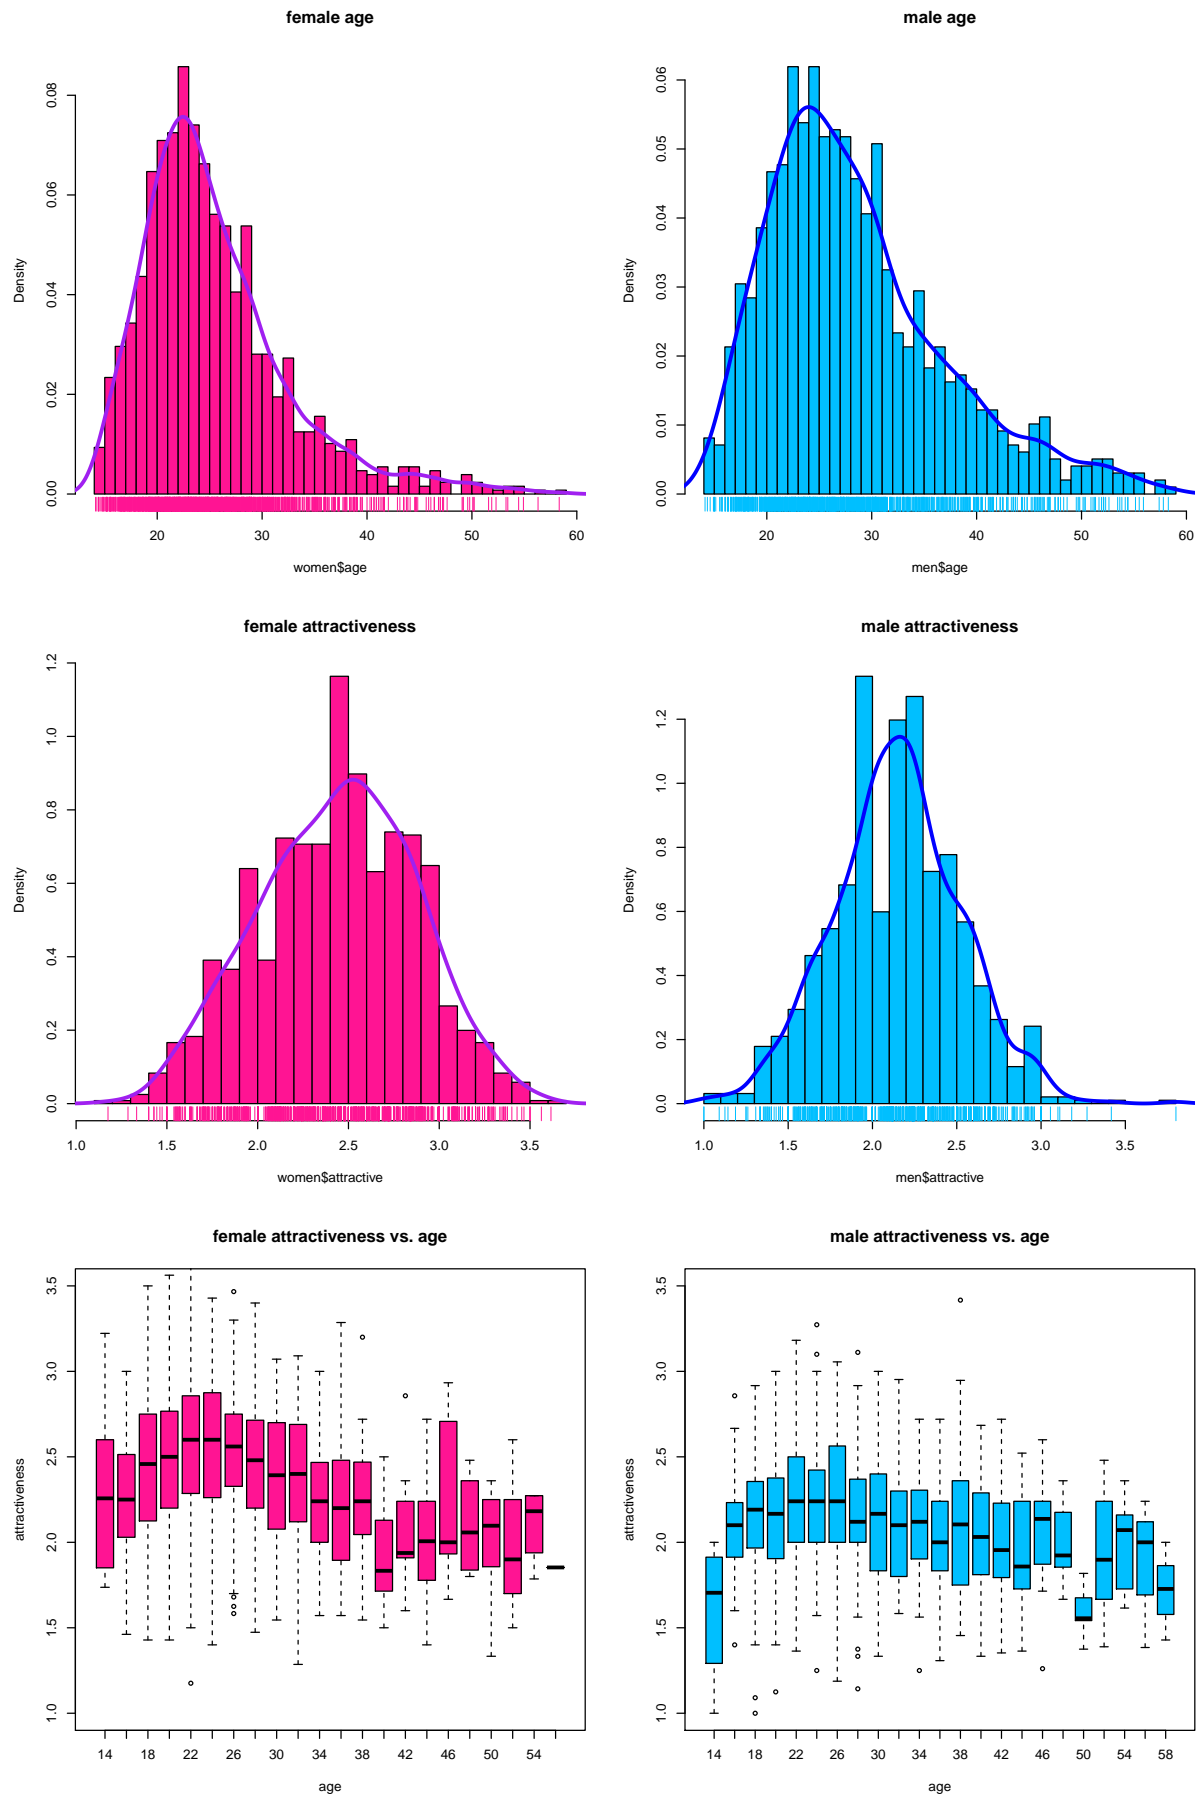 female age
male age
Density
0.00 0.02 0.04 0.06 0.08
20 30 40 50 60
women$age
Density
0.00 0.01 0.02 0.03 0.04 0.05 0.06
20 30 40 50 60
men$age
female attractiveness
male attractiveness
Density
0.0 0.2 0.4 0.6 0.8 1.0 1.2
1.0 1.5 2.0 2.5 3.0 3.5
women$attractive
Density
0.0 0.2 0.4 0.6 0.8 1.0 1.2
1.0 1.5 2.0 2.5 3.0 3.5
men$attractive
female attractiveness vs. age
male attractiveness vs. age
attractiveness
1.0 1.5 2.0 2.5 3.0 3.5
14 18 22 26 30 34 38 42 46 50 54
age
attractiveness
1.0 1.5 2.0 2.5 3.0 3.5
14 18 22 26 30 34 38 42 46 50 54 58
age